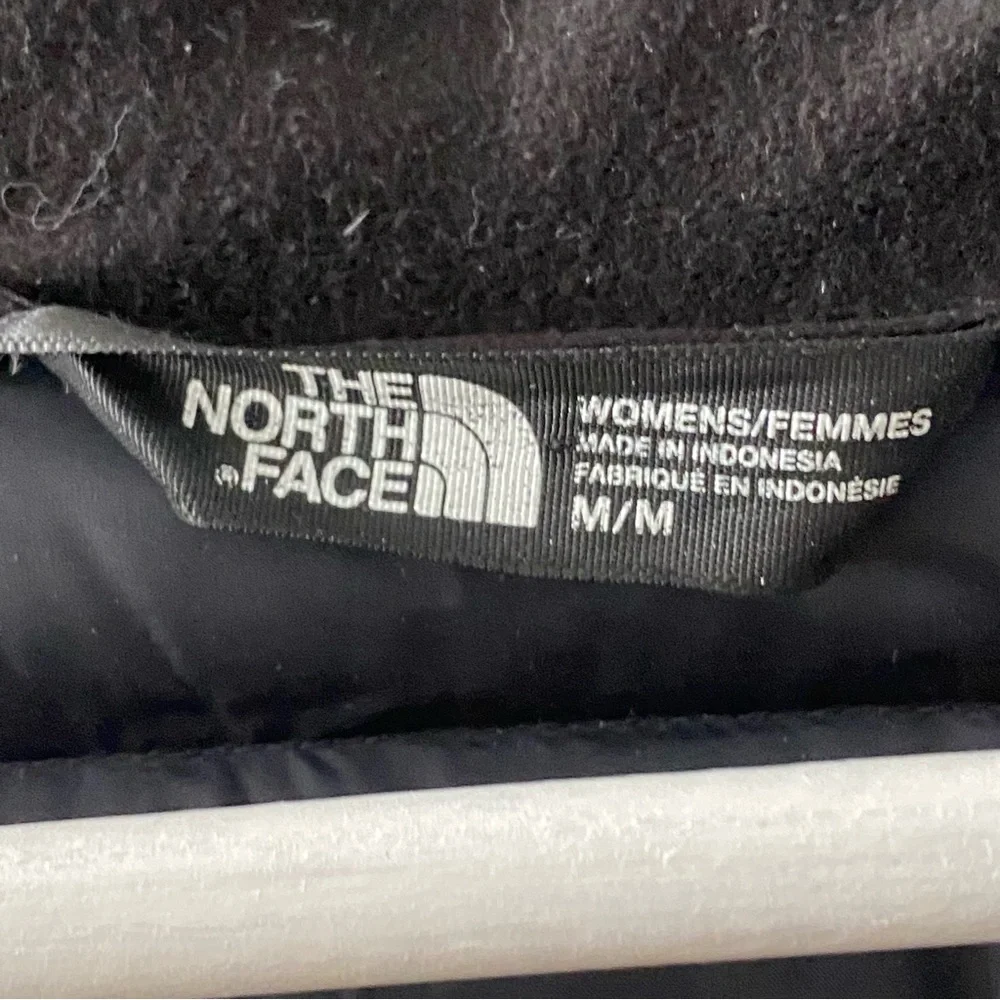 THE
NORTH
FACE
®
WOMENS/FEMMES
MADE IN INDONESIA
FABRIQUÉ EN INDONÉSIE
M/M